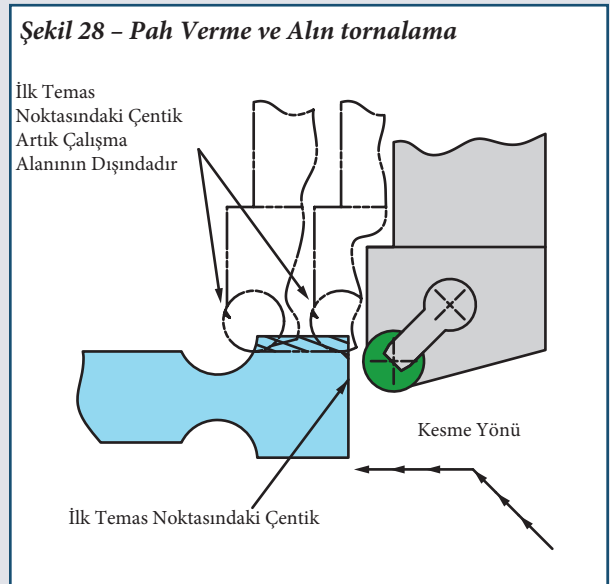 Şekil 28 – Pah Verme ve Alın tornalama
İlk Temas
Noktasındaki Çentik
Artık Çalışma
Alanının Dışındadır
Kesme Yönü
İlk Temas Noktasındaki Çentik